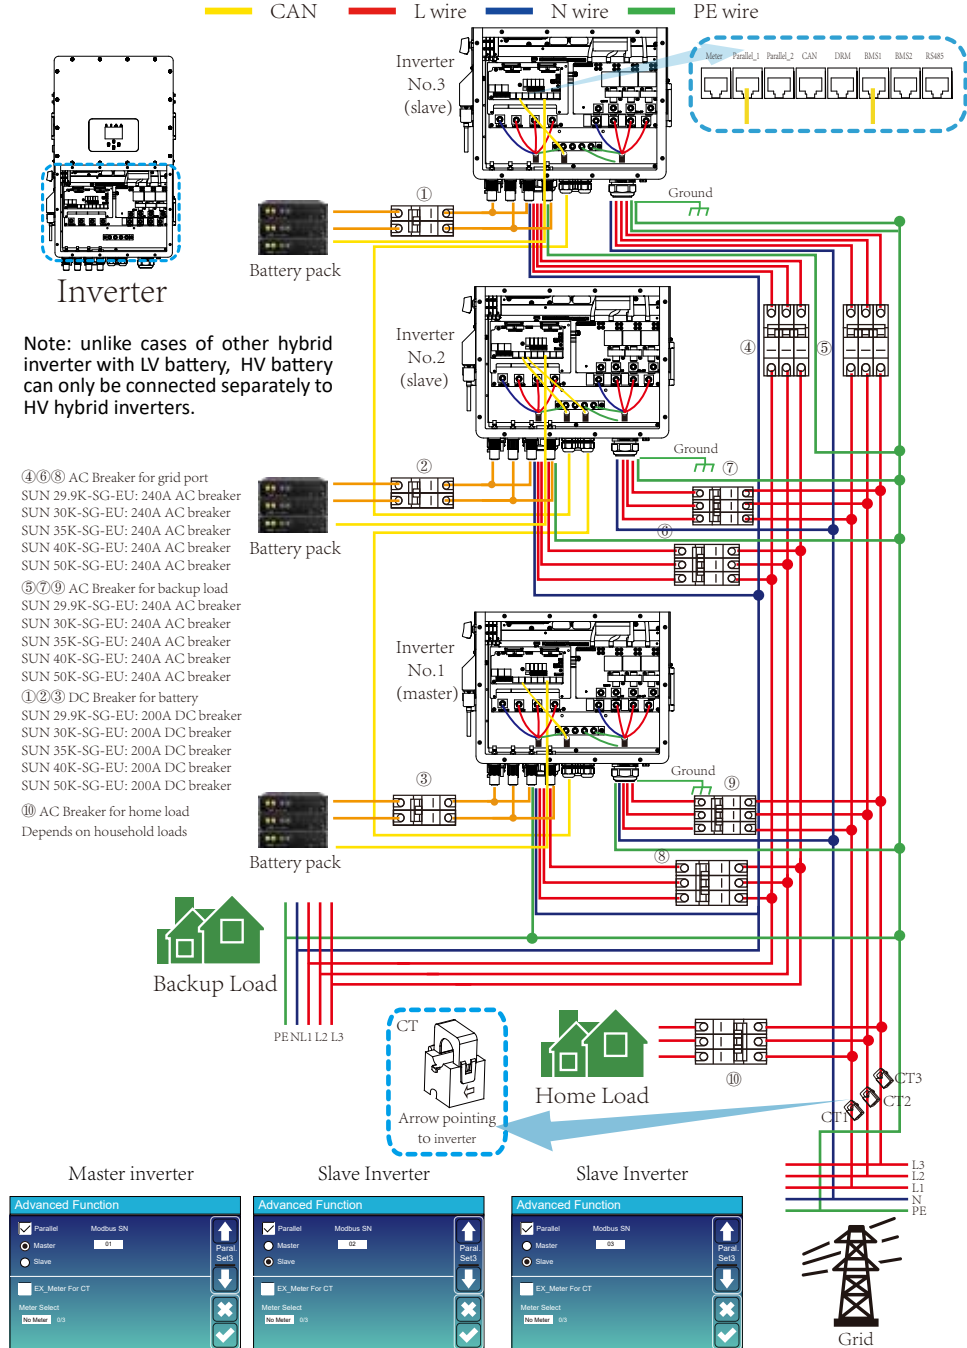 CAN
L wire
N wire
PE wire
Inverter
No.3
(slave)
Meter
Parallel_1
Parallel_2
CAN
DRM
BMS1
BMS2
RS485
①
Ground
Battery pack
Inverter
Note: unlike cases of other hybrid
inverter with LV battery, HV battery
can only be connected separately to
HV hybrid inverters.
Inverter
No.2
(slave)
④
⑤
②
Ground
⑦
⑥
Battery pack
④⑥⑧ AC Breaker for grid port
SUN 29.9K-SG-EU: 240A AC breaker
SUN 30K-SG-EU: 240A AC breaker
SUN 35K-SG-EU: 240A AC breaker
SUN 40K-SG-EU: 240A AC breaker
SUN 50K-SG-EU: 240A AC breaker
⑤⑦⑨ AC Breaker for backup load
SUN 29.9K-SG-EU: 240A AC breaker
SUN 30K-SG-EU: 240A AC breaker
SUN 35K-SG-EU: 240A AC breaker
SUN 40K-SG-EU: 240A AC breaker
SUN 50K-SG-EU: 240A AC breaker
①②③ DC Breaker for battery
SUN 29.9K-SG-EU: 200A DC breaker
SUN 30K-SG-EU: 200A DC breaker
SUN 35K-SG-EU: 200A DC breaker
SUN 40K-SG-EU: 200A DC breaker
SUN 50K-SG-EU: 200A DC breaker
⑩ AC Breaker for home load
Depends on household loads
Inverter
No.1
(master)
③
Ground
⑨
⑧
Battery pack
Backup Load
PE N L1 L2 L3
CT
Arrow pointing
to inverter
Home Load
⑩
CT3
CT2
CT1
L3
L2
L1
N
PE
Grid
Master inverter
Advanced Function
Parallel
Modbus SN
Master
01
Slave
Paral.
Set3
EX_Meter For CT
Meter Select
No Meter 0/3
Slave Inverter
Advanced Function
Parallel
Modbus SN
Master
02
Slave
Paral.
Set3
EX_Meter For CT
Meter Select
No Meter 0/3
Slave Inverter
Advanced Function
Parallel
Modbus SN
Master
03
Slave
Paral.
Set3
EX_Meter For CT
Meter Select
No Meter 0/3